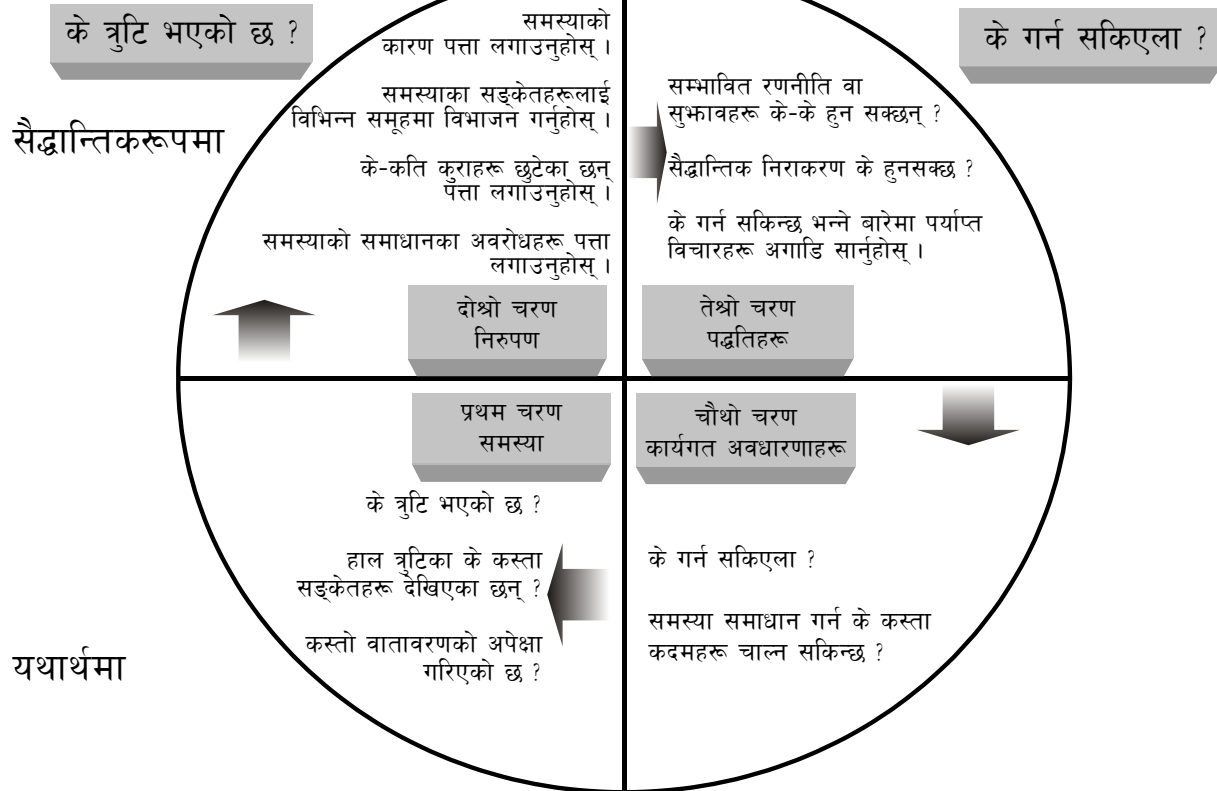 के त्रुटि भएको छ ?
के गर्न सकिएला ?
सैद्धान्तिकरूपमा
समस्याको
कारण पत्ता लगाउनुहोस् ।
समस्याका सङ्केतहरूलाई
विभिन्न समूहमा विभाजन गर्नुहोस् ।
के-कति कुराहरू छुटेका छन्
पत्ता लगाउनुहोस् ।
समस्याको समाधानका अवरोधहरू पत्ता
लगाउनुहोस् ।
दोश्रो चरण
निरुपण
सम्भावित रणनीति वा
सुझावहरू के-के हुन सक्छन् ?
सैद्धान्तिक निराकरण के हुनसक्छ ?
के गर्न सकिन्छ भन्ने बारेमा पर्याप्त
विचारहरू अगाडि सार्नुहोस् ।
तेश्रो चरण
पद्धतिहरू
प्रथम चरण
समस्या
के त्रुटि भएको छ ?
हाल त्रुटिका के कस्ता
सङ्केतहरू देखिएका छन् ?
कस्तो वातावरणको अपेक्षा
गरिएको छ ?
चौथो चरण
कार्यगत अवधारणाहरू
के गर्न सकिएला ?
समस्या समाधान गर्न के कस्ता
कदमहरू चाल्न सकिन्छ ?
यथार्थमा